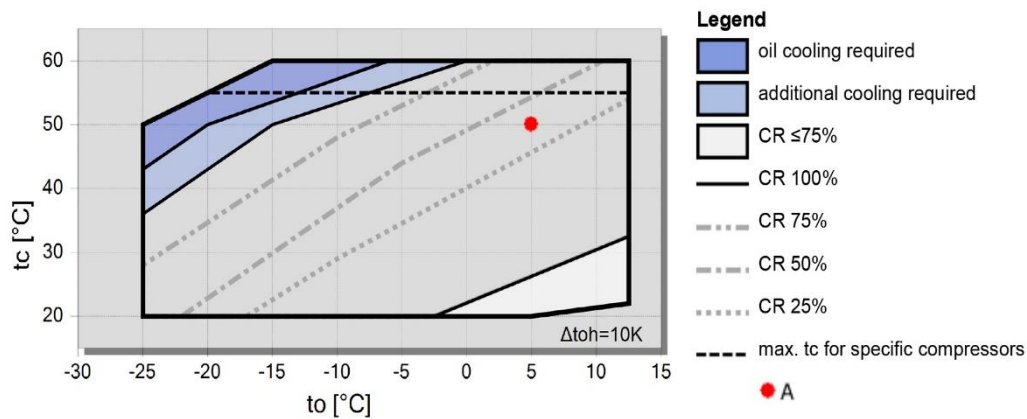 Legend
oil cooling required
additional cooling required
CR ≤75%
CR 100%
CR 75%
CR 50%
CR 25%
max. tc for specific compressors
A
tc [°C]
60
50
40
30
20
Δtoh=10K
-30 -25 -20 -15 -10 -5 0 5 10 15
to [°C]